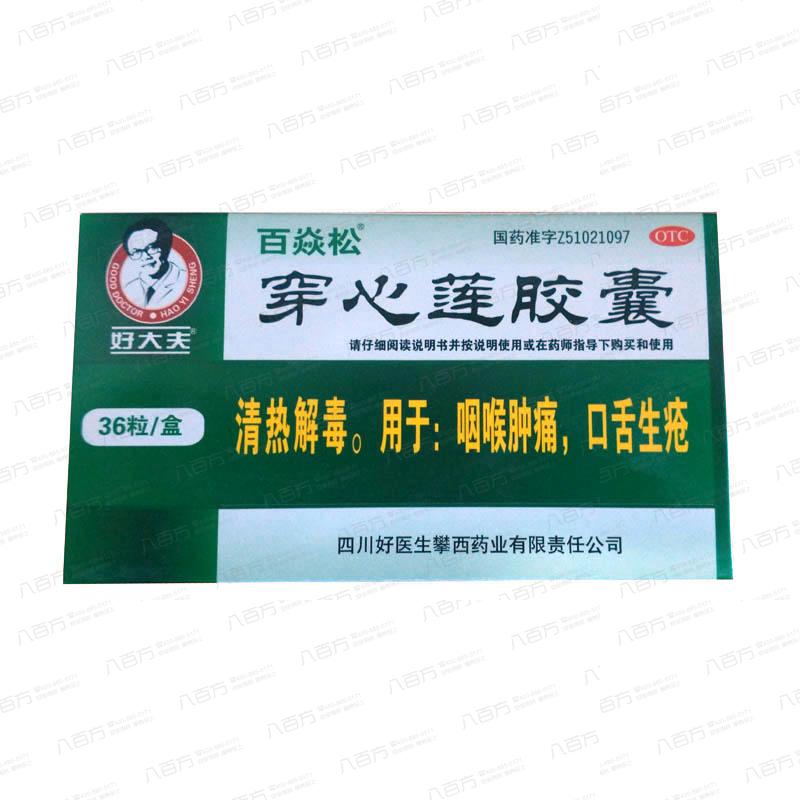 百焱松®
国药准字Z51021097
OTC
穿心莲胶囊
请仔细阅读说明书并按说明使用或在药师指导下购买和使用
GOOD DOCTOR ● HAO YI SHENG
好大夫®
36粒/盒
清热解毒。用于：咽喉肿痛，口舌生疮
四川好医生攀西药业有限责任公司
八百方